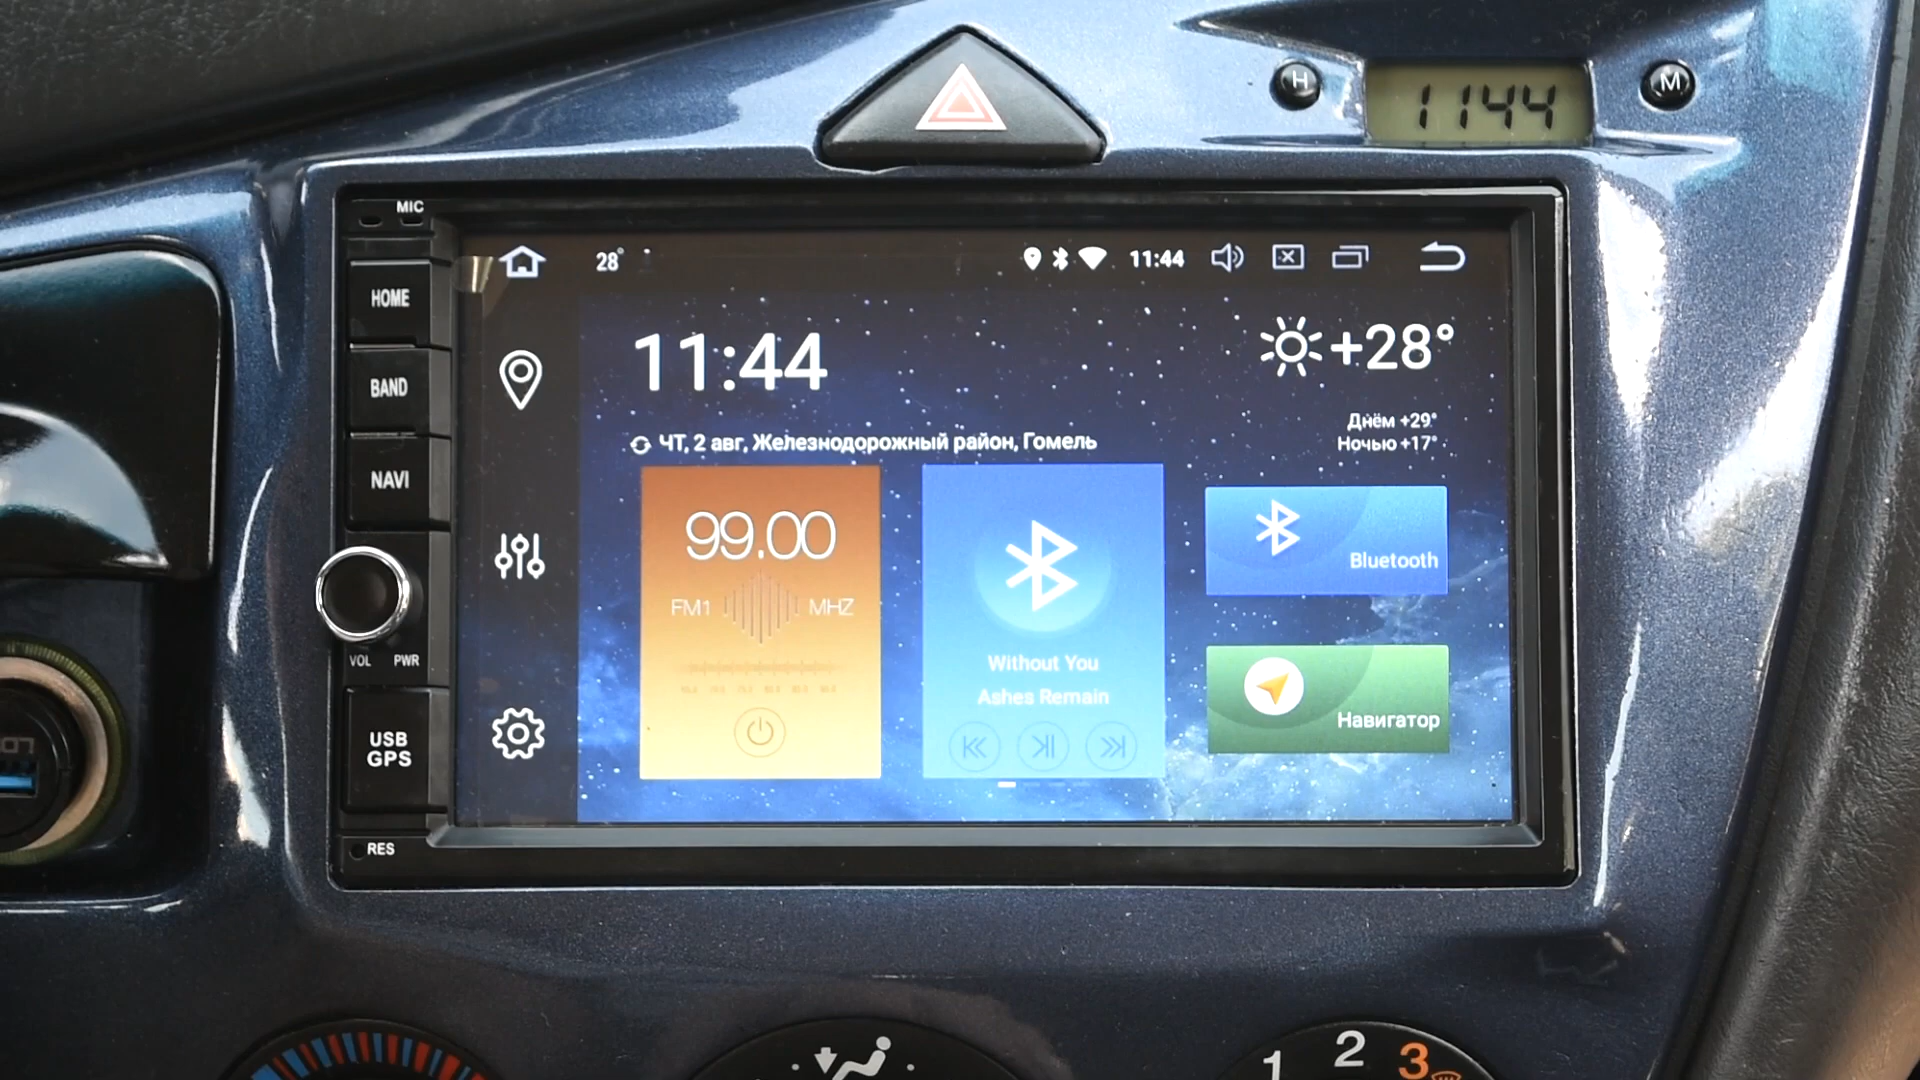 H
1144
M
MIC
28°
11:44
HOME
11:44
+28°
BAND
Днём +29°
Ночью +17°
ЧТ, 2 авг, Железнодорожный район, Гомель
NAVI
99.00
FM1
MHZ
Bluetooth
VOL
PWR
Without You
Ashes Remain
Навигатор
USB
GPS
RES
1
2
3